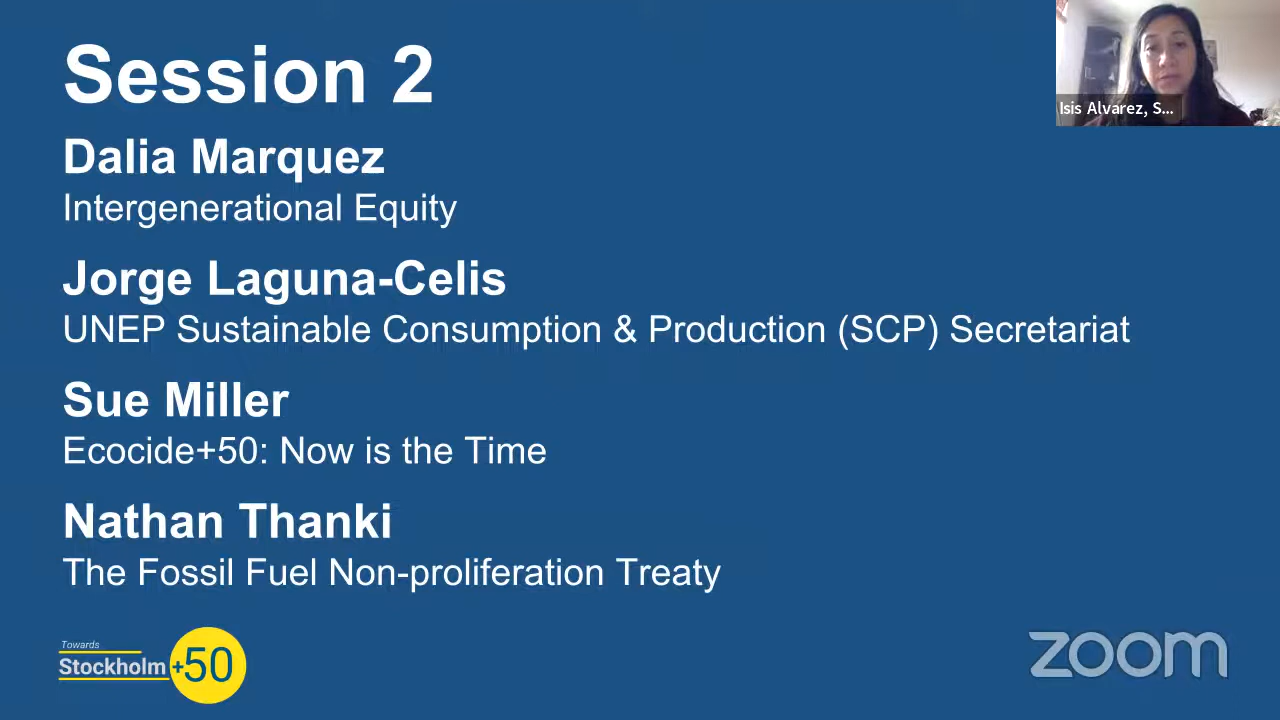 Session 2
Dalia Marquez
Intergenerational Equity
Jorge Laguna-Celis
UNEP Sustainable Consumption & Production (SCP) Secretariat
Sue Miller
Ecocide+50: Now is the Time
Nathan Thanki
The Fossil Fuel Non-proliferation Treaty
Isis Alvarez, S...
Towards
Stockholm+50
zoom